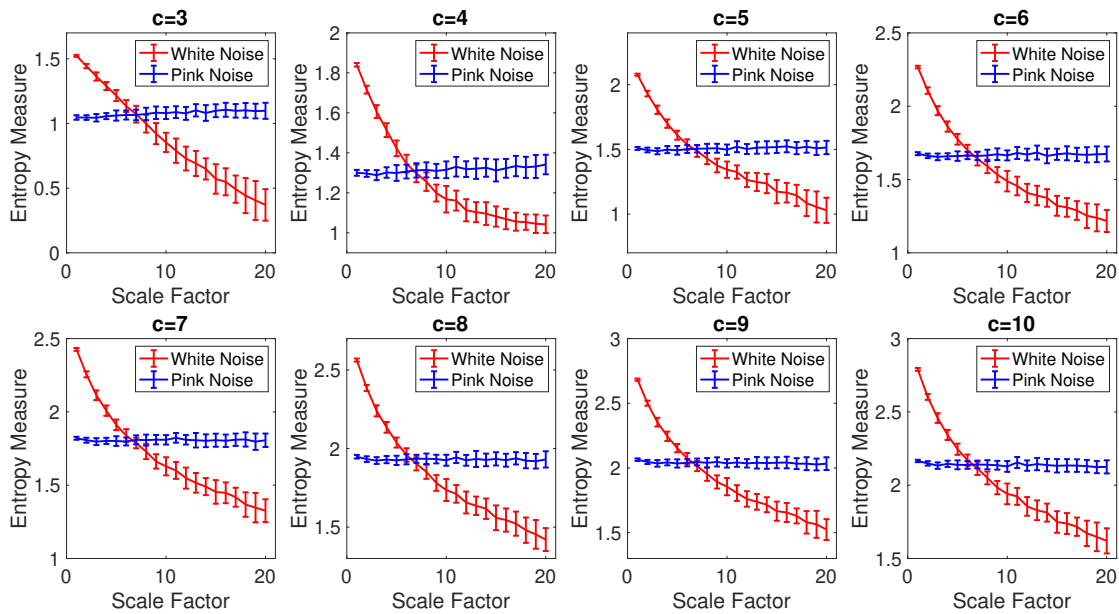 c=3
White Noise
Pink Noise
Entropy Measure
1.5
1
0.5
0
0 10 20
Scale Factor
c=4
White Noise
Pink Noise
Entropy Measure
2
1.8
1.6
1.4
1.2
1
0 10 20
Scale Factor
c=5
White Noise
Pink Noise
Entropy Measure
2
1.5
1
0 10 20
Scale Factor
c=6
White Noise
Pink Noise
Entropy Measure
2.5
2
1.5
1
0 10 20
Scale Factor
c=7
White Noise
Pink Noise
Entropy Measure
2.5
2
1.5
1
0 10 20
Scale Factor
c=8
White Noise
Pink Noise
Entropy Measure
2.5
2
1.5
0 10 20
Scale Factor
c=9
White Noise
Pink Noise
Entropy Measure
3
2.5
2
1.5
0 10 20
Scale Factor
c=10
White Noise
Pink Noise
Entropy Measure
3
2.5
2
1.5
0 10 20
Scale Factor